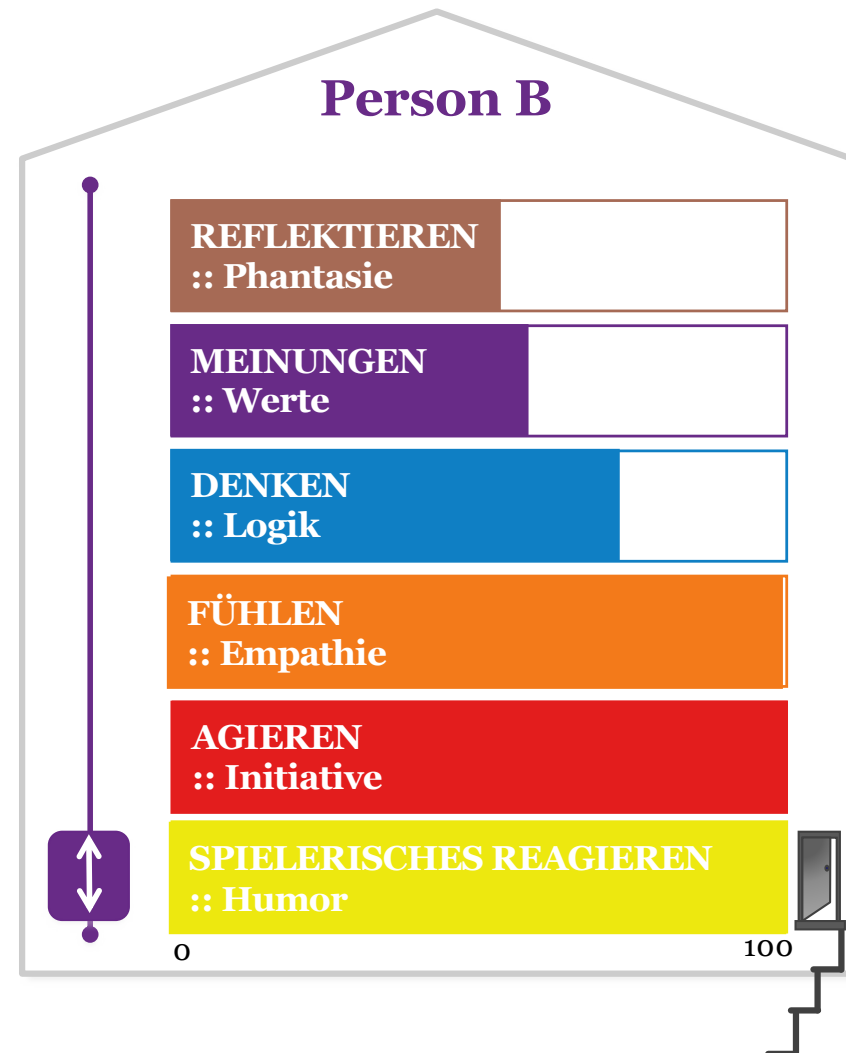 Person B
REFLEKTIEREN
:: Phantasie
MEINUNGEN
:: Werte
DENKEN
:: Logik
FÜHLEN
:: Empathie
AGIEREN
:: Initiative
SPIELERISCHES REAGIEREN
:: Humor
0 100